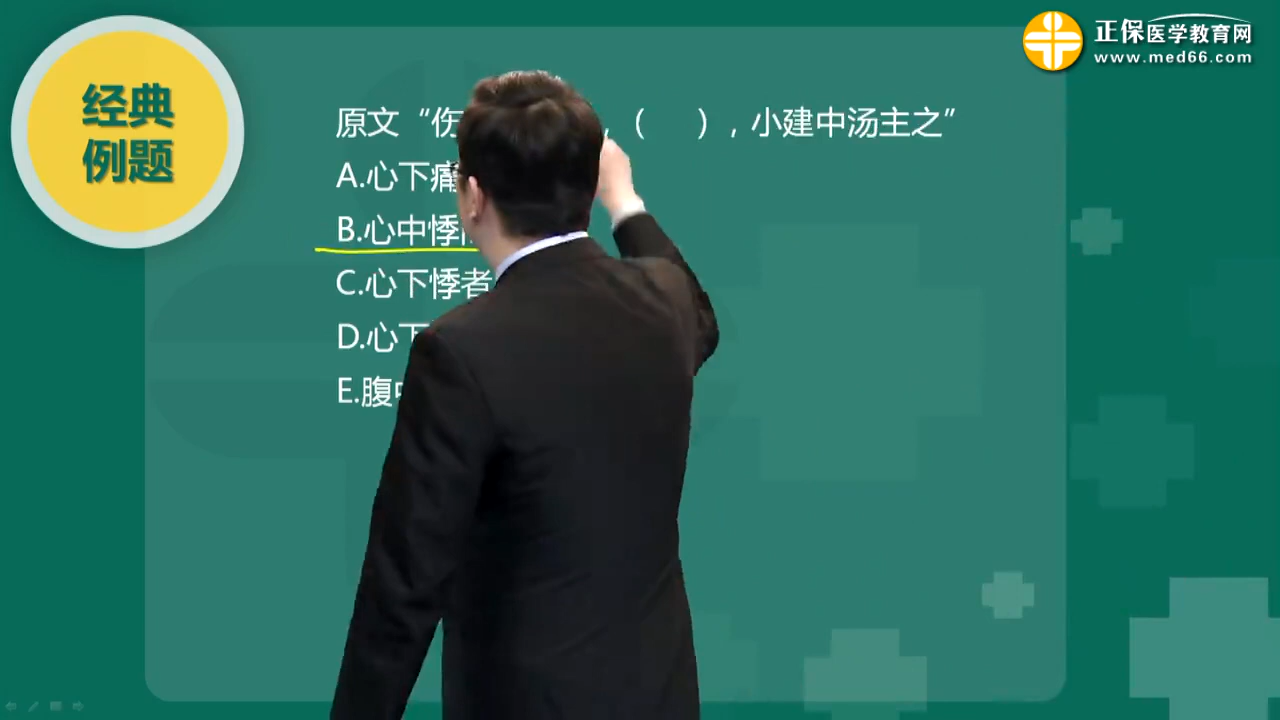 经典
例题
正保医学教育网
www.med66.com
原文“伤 ，（ ），小建中汤主之”
A.心下痛
B.心中悸
C.心下悸者
D.心下
E.腹中